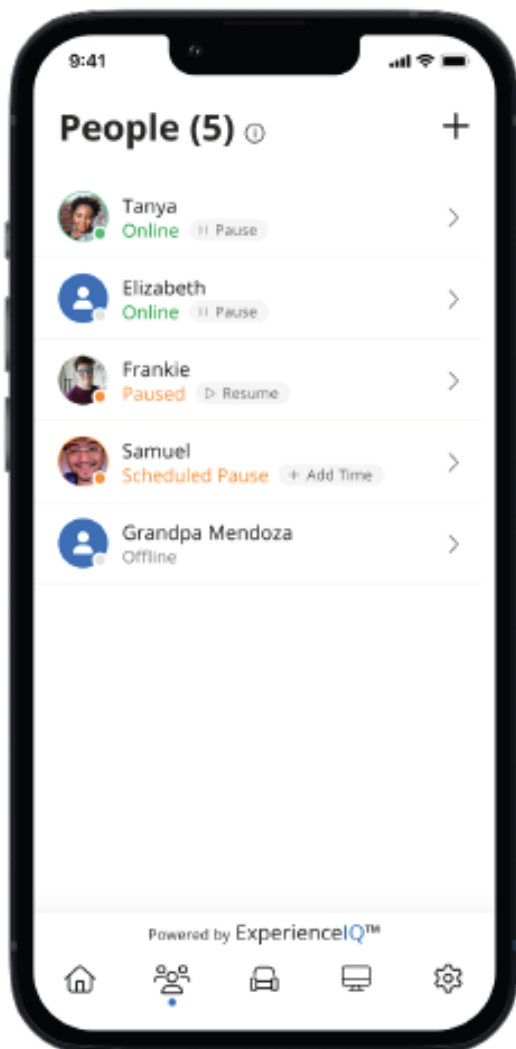 9:41
People (5)
Tanya
Online Pause
Elizabeth
Online Pause
Frankie
Paused Resume
Samuel
Scheduled Pause + Add Time
Grandpa Mendoza
Offline
Powered by ExperienceIQ™